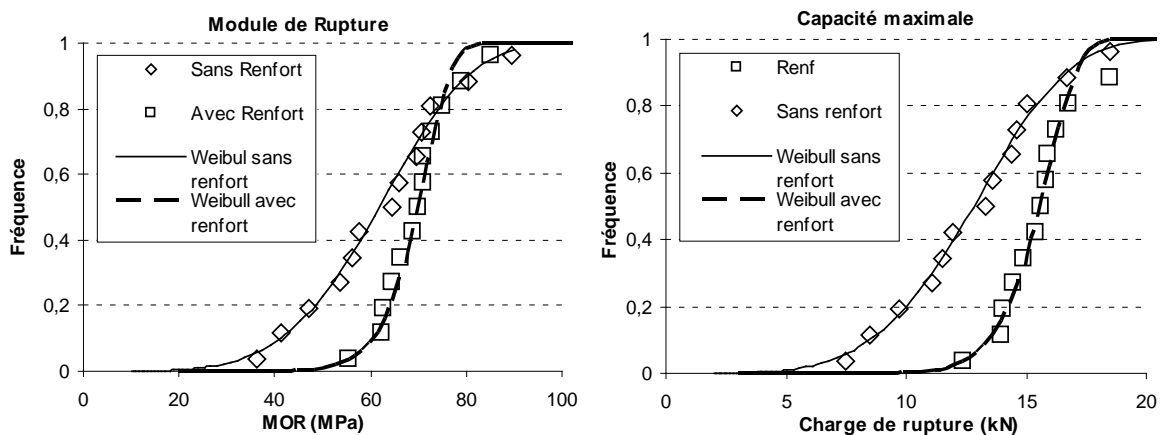 Module de Rupture
1
0,8
0,6
0,4
0,2
0
Fréquence
Sans Renfort
Avec Renfort
Weibul sans
renfort
Weibull avec
renfort
0 20 40 60 80 100
MOR (MPa)
Capacité maximale
1
0,8
0,6
0,4
0,2
0
Fréquence
Renf
Sans renfort
Weibull sans
renfort
Weibull avec
renfort
0 5 10 15 20
Charge de rupture (kN)